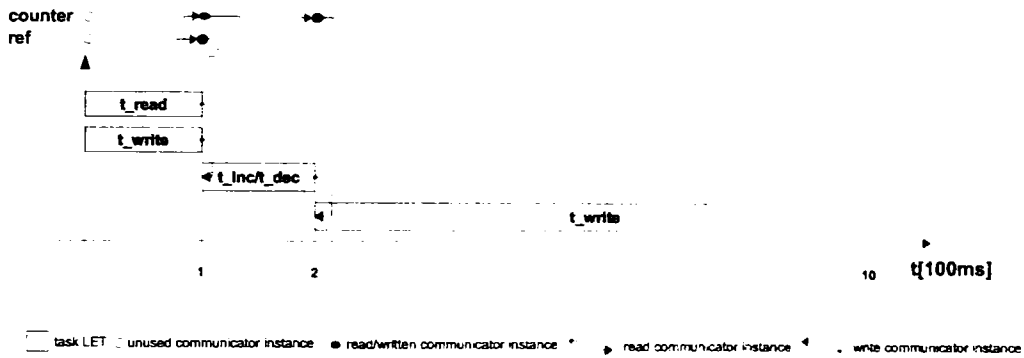 counter
ref
t_read
t_write
t_inc/t_dec
t_write
1 2 10 t[100ms]
task LET unused communicator instance read/written communicator instance read communicator instance write communicator instance